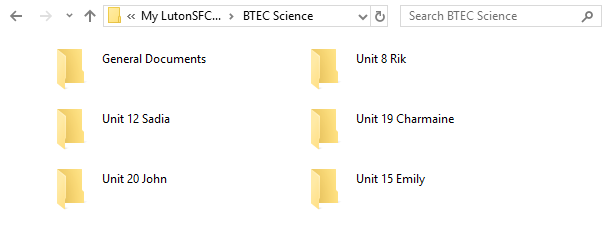 « My LutonSFC... > BTEC Science
Search BTEC Science
General Documents
Unit 8 Rik
Unit 12 Sadia
Unit 19 Charmaine
Unit 20 John
Unit 15 Emily